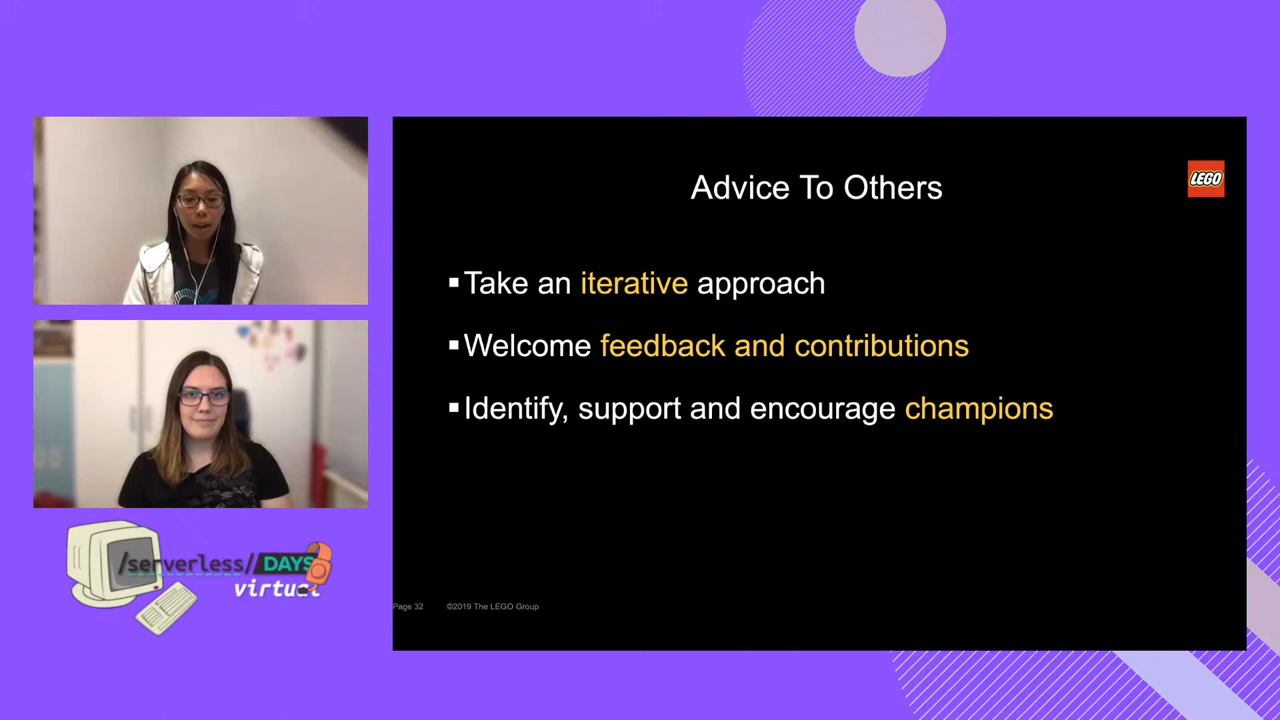 Advice To Others
LEGO
▪Take an iterative approach
▪Welcome feedback and contributions
▪Identify, support and encourage champions
Page 32 ©2019 The LEGO Group
/serverless/DAYS
virtual